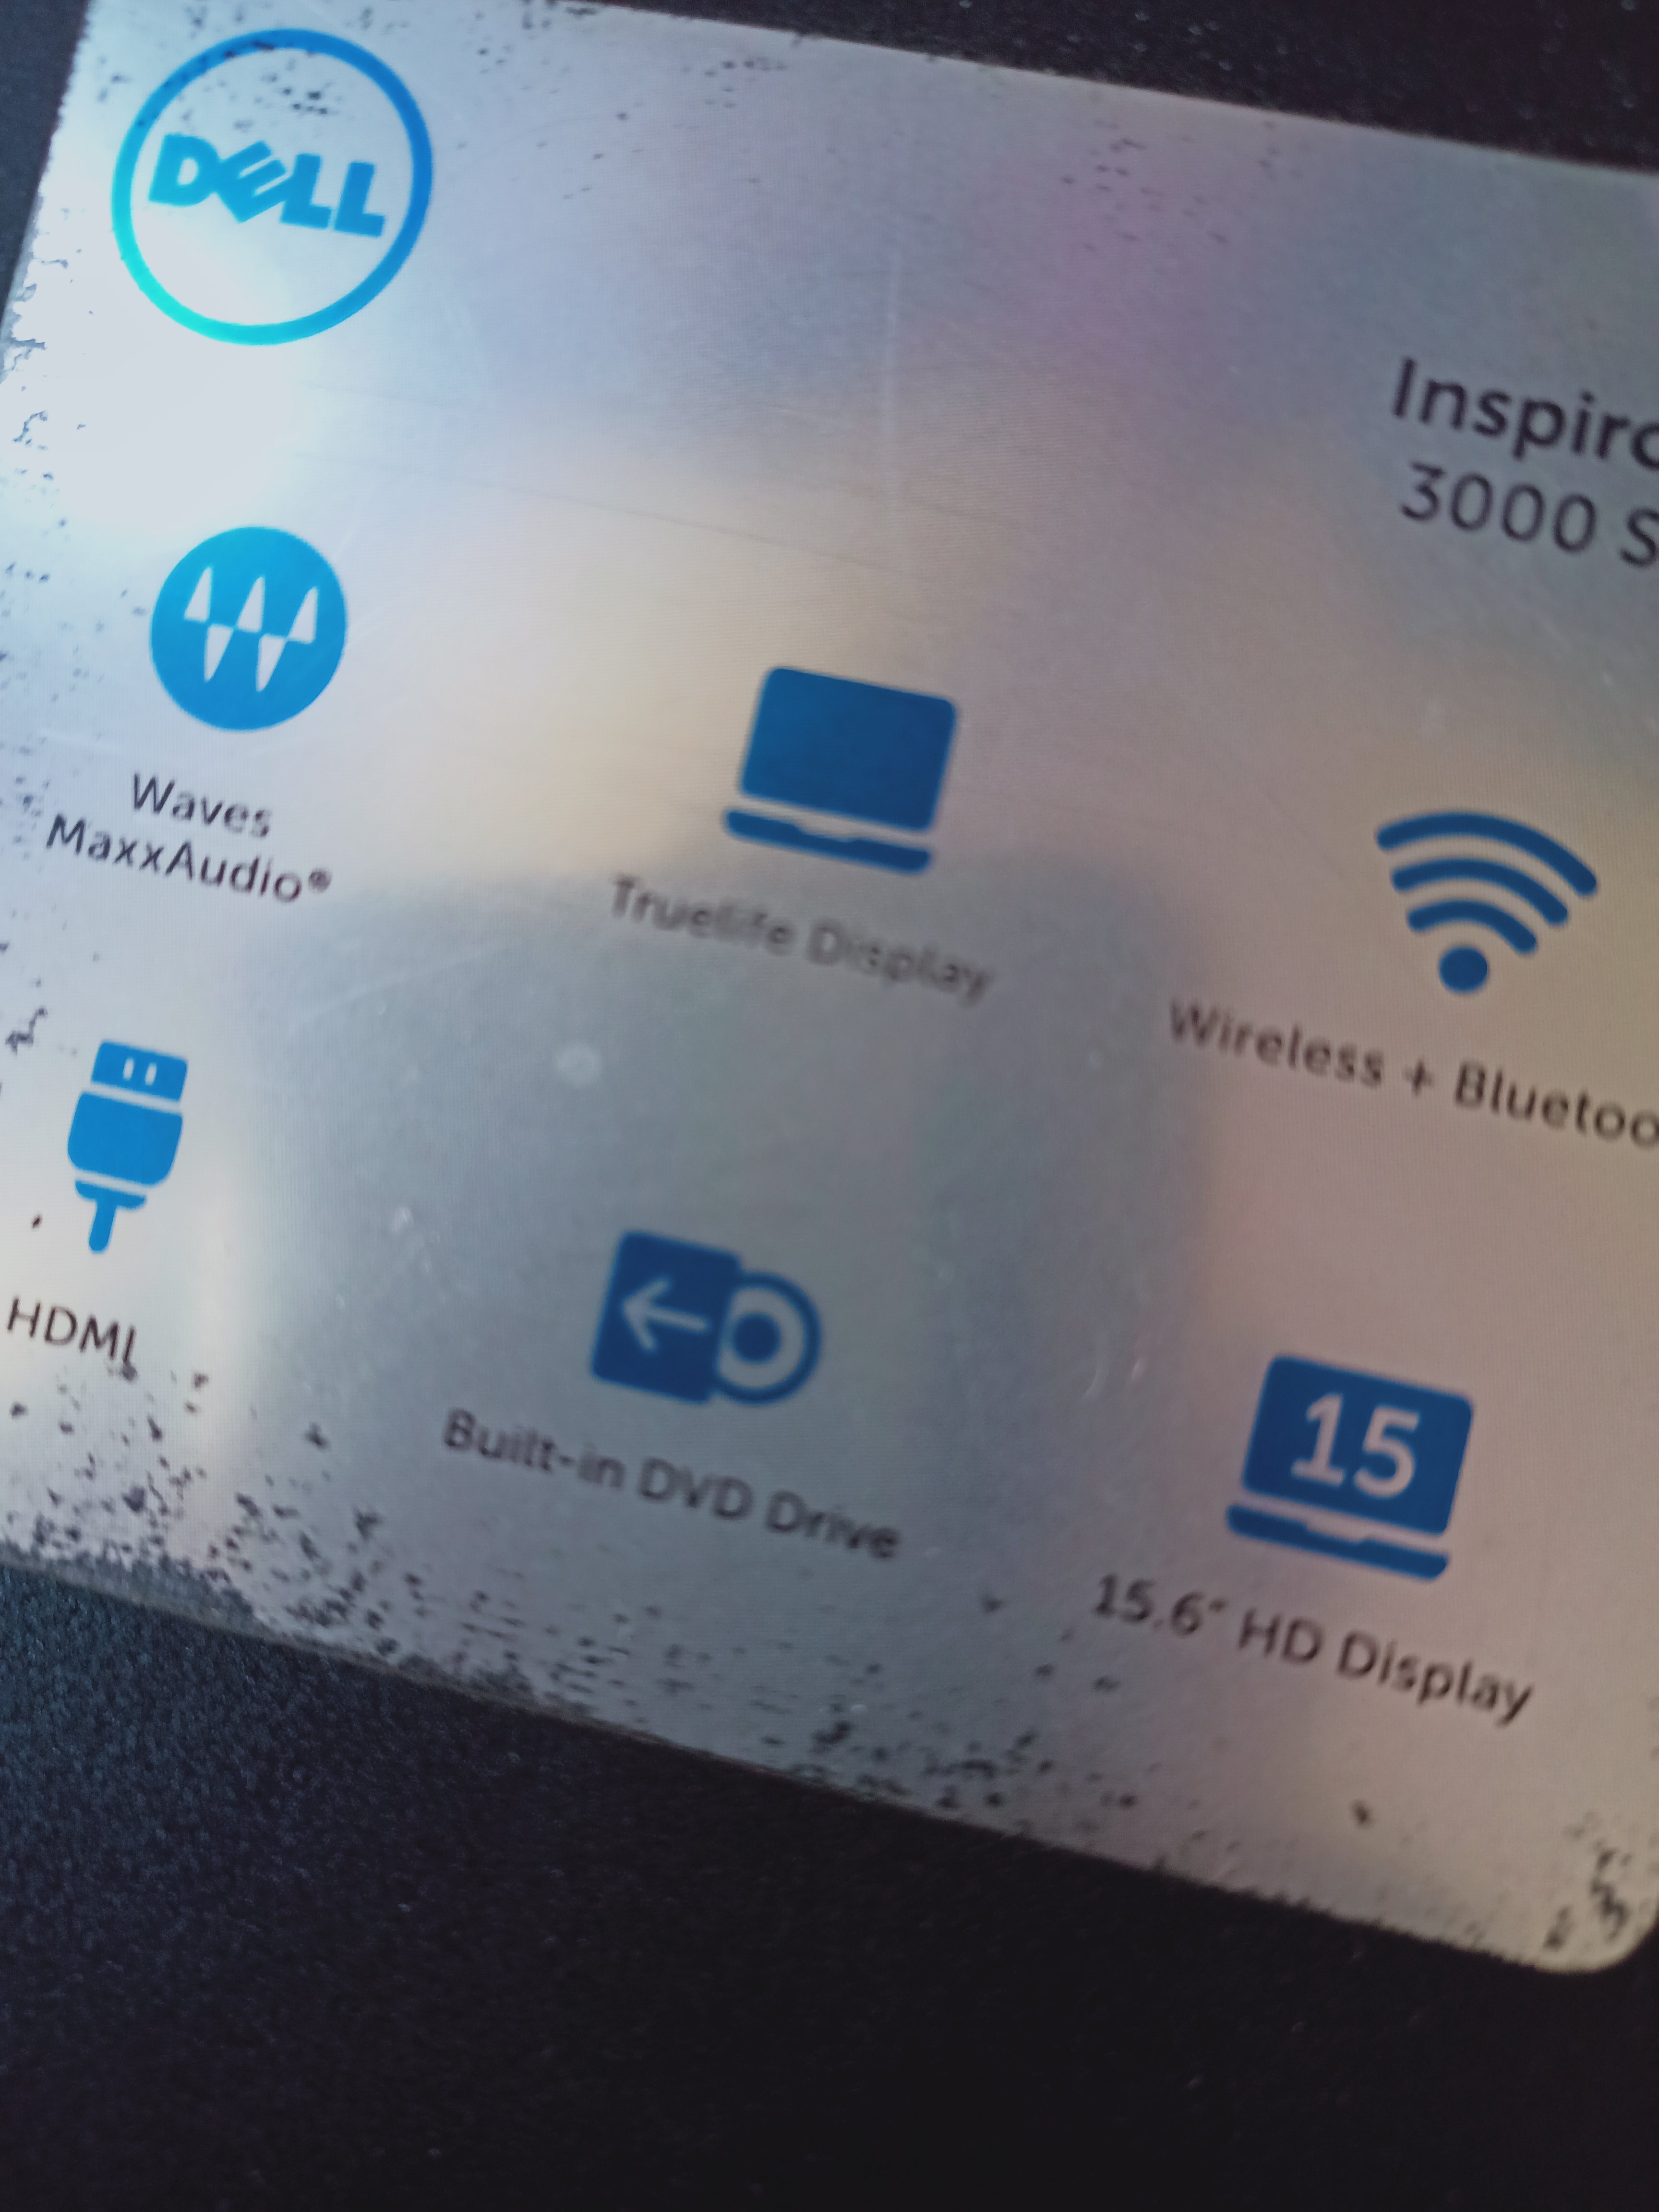 DELL
Inspiro
3000 S
Waves
MaxxAudio®
Truelife Display
Wireless + Bluetoo
HDMI
Built-in DVD Drive
15
15.6" HD Display